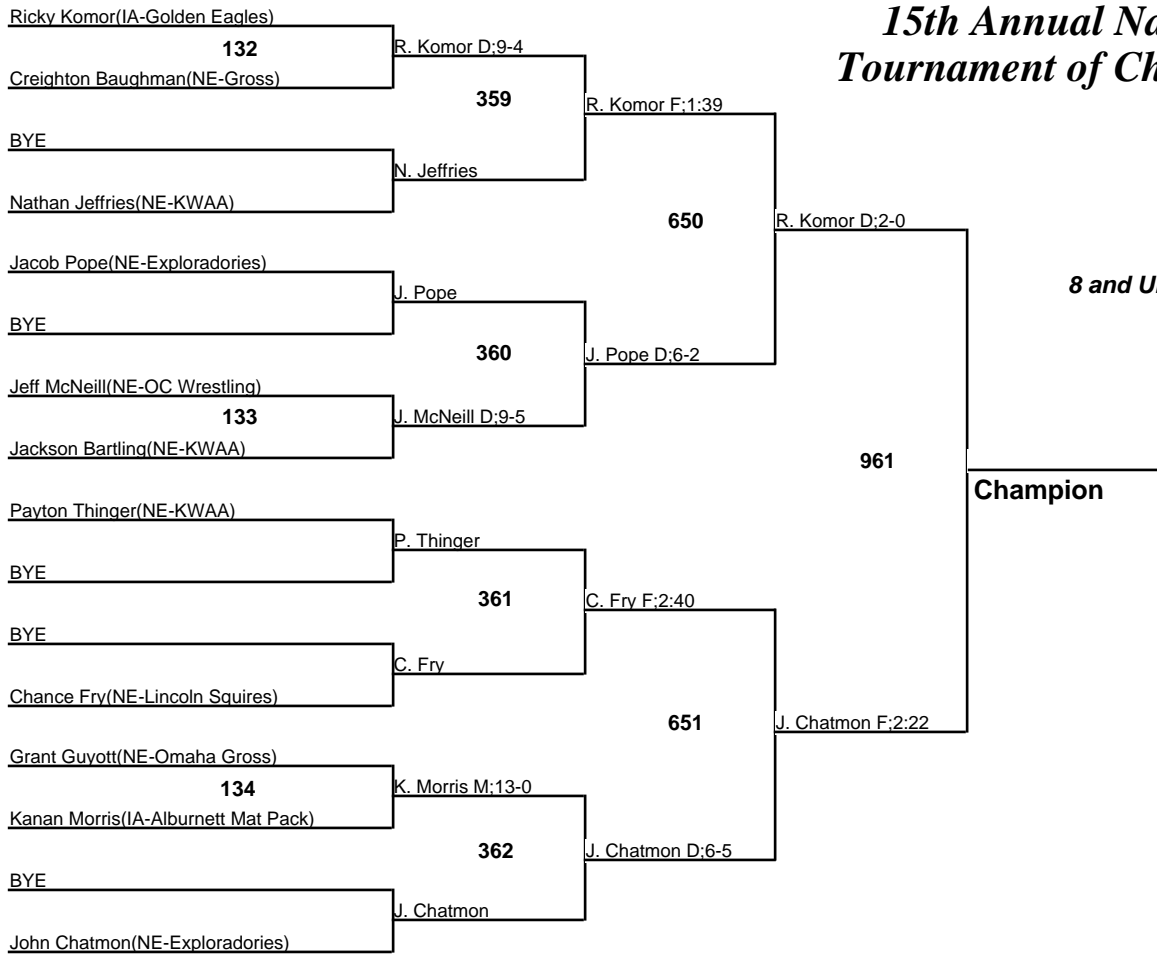 Ricky Komor(IA-Golden Eagles)
132
Creighton Baughman(NE-Gross)
BYE
Nathan Jeffries(NE-KWAA)
Jacob Pope(NE-Exploradories)
BYE
Jeff McNeill(NE-OC Wrestling)
133
Jackson Bartling(NE-KWAA)
Payton Thinger(NE-KWAA)
BYE
BYE
Chance Fry(NE-Lincoln Squires)
Grant Guyott(NE-Omaha Gross)
134
Kanan Morris(IA-Alburnett Mat Pack)
BYE
John Chatmon(NE-Exploradories)
R. Komor D;9-4
359
N. Jeffries
J. Pope
360
J. McNeill D;9-5
P. Thinger
361
C. Fry
K. Morris M;13-0
362
J. Chatmon
R. Komor F;1:39
650
J. Pope D;6-2
C. Fry F;2:40
651
J. Chatmon D;6-5
R. Komor D;2-0
961
J. Chatmon F;2:22
Champion
15th Annual Na
Tournament of Ch
8 and U